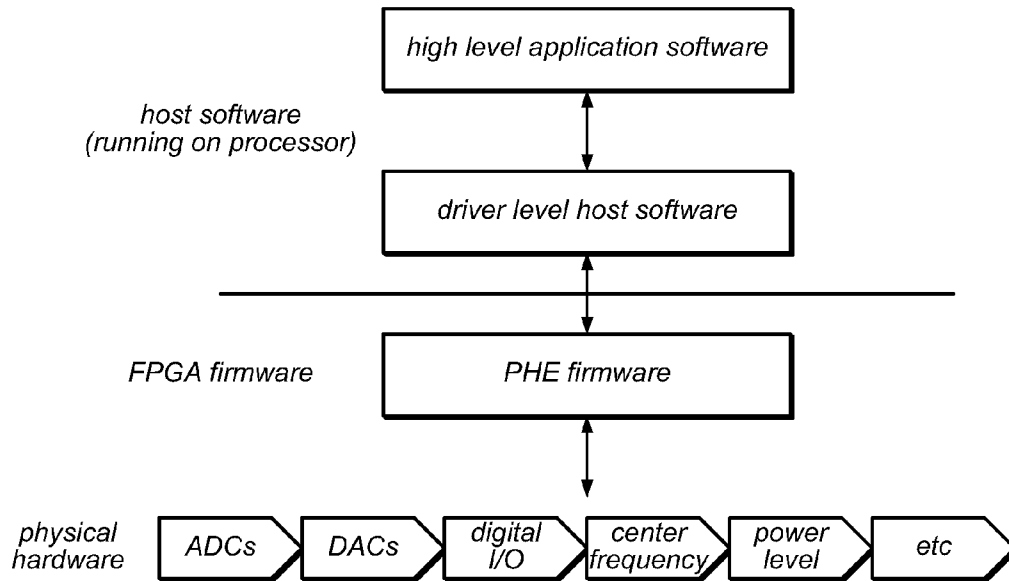 high level application software
host software
(running on processor)
driver level host software
FPGA firmware
PHE firmware
physical
hardware
ADCs
DACs
digital
I/O
center
frequency
power
level
etc